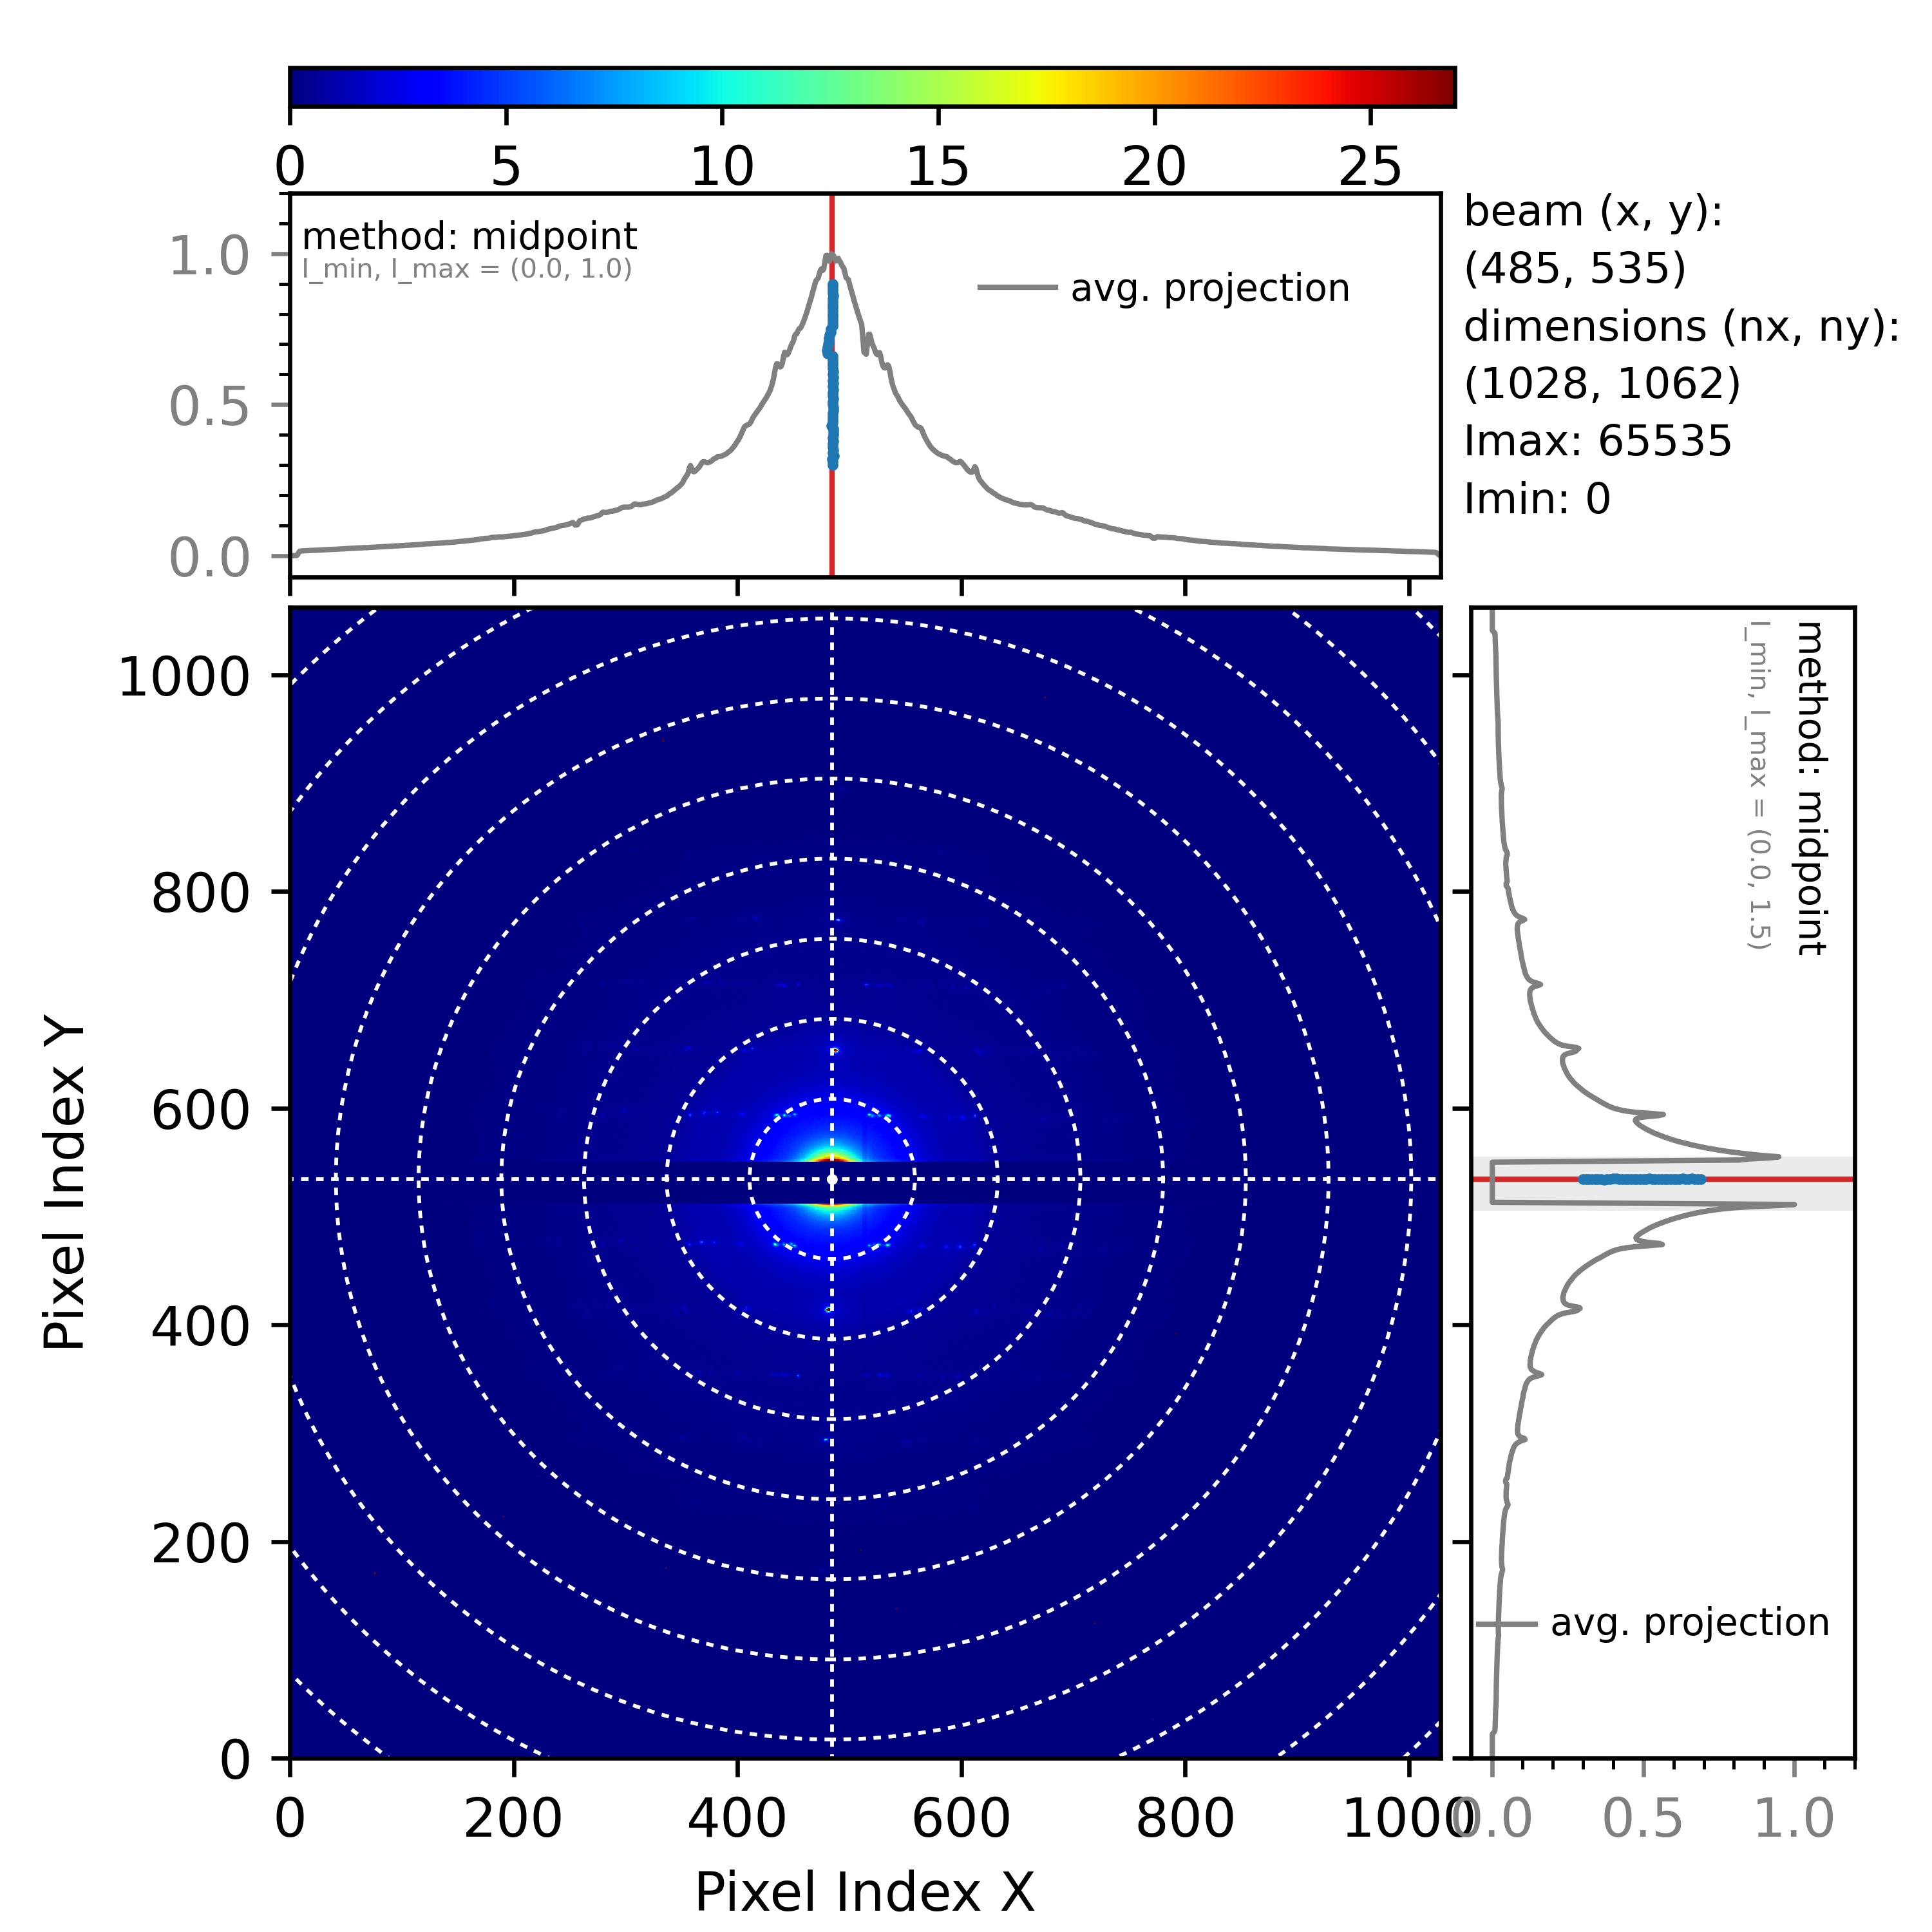 0 5 10 15 20 25
method: midpoint
I_min, I_max = (0.0, 1.0)
avg. projection
1.0
0.5
0.0
beam (x, y):
(485, 535)
dimensions (nx, ny):
(1028, 1062)
Imax: 65535
Imin: 0
Pixel Index Y
1000
800
600
400
200
0
0 200 400 600 800 1000
Pixel Index X
method: midpoint
I_min, I_max = (0.0, 1.5)
avg. projection
0.0 0.5 1.0